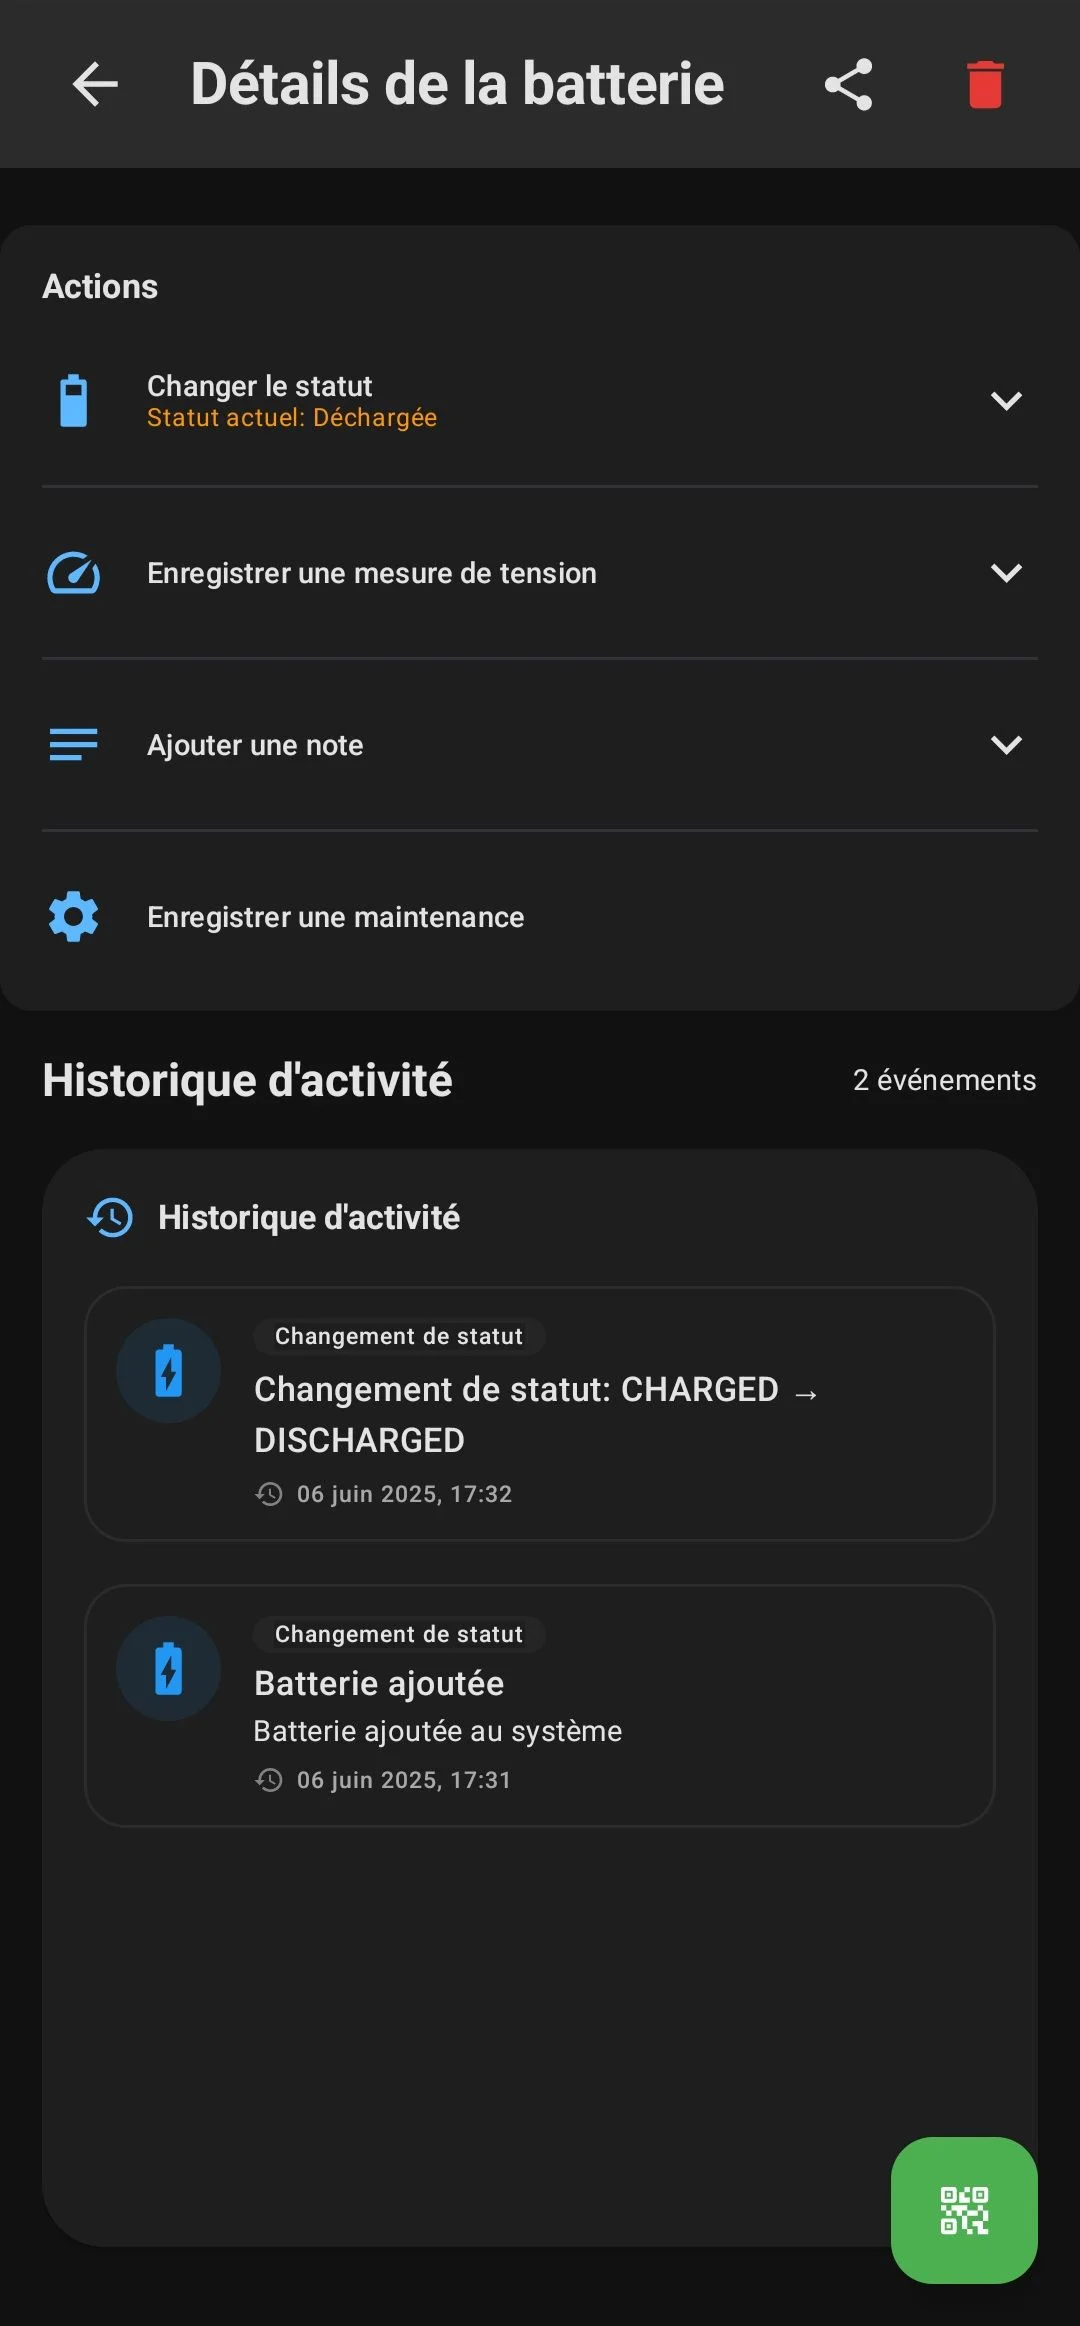 Détails de la batterie
Actions
Changer le statut
Statut actuel: Déchargée
Enregistrer une mesure de tension
Ajouter une note
Enregistrer une maintenance
Historique d'activité
2 événements
Historique d'activité
Changement de statut
Changement de statut: CHARGED →
DISCHARGED
06 juin 2025, 17:32
Changement de statut
Batterie ajoutée
Batterie ajoutée au système
06 juin 2025, 17:31